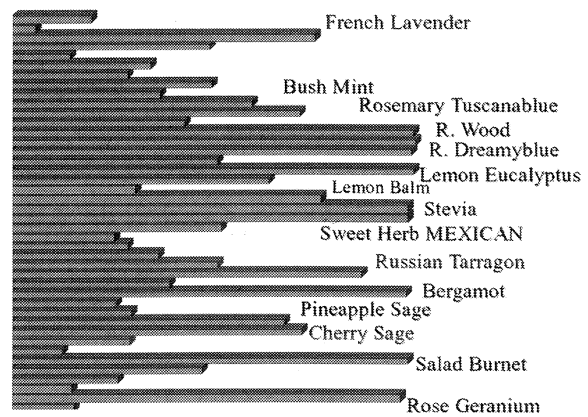 French Lavender
Bush Mint
Rosemary Tuscanablue
R. Wood
R. Dreamyblue
Lemon Eucalyptus
Lemon Balm
Stevia
Sweet Herb MEXICAN
Russian Tarragon
Bergamot
Pineapple Sage
Cherry Sage
Salad Burnet
Rose Geranium